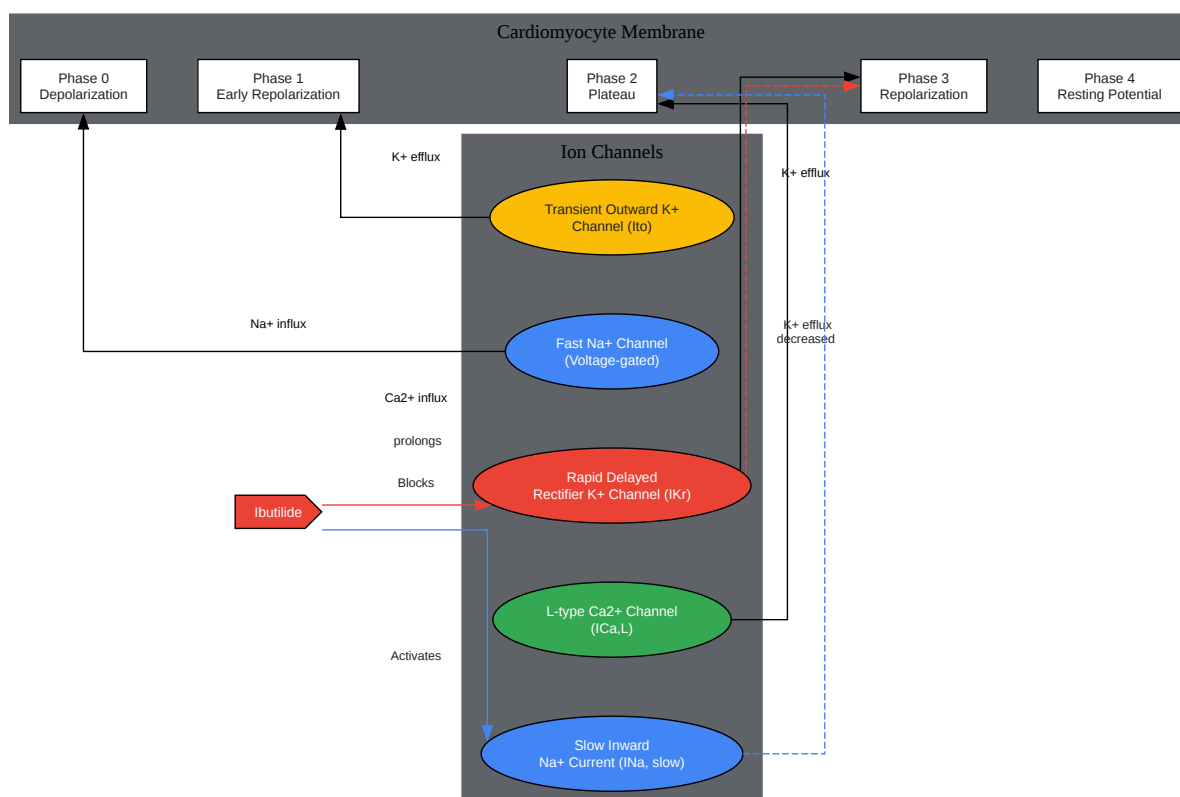 Cardiomyocyte Membrane
Phase 0
Depolarization
Phase 1
Early Repolarization
Phase 2
Plateau
Phase 3
Repolarization
Phase 4
Resting Potential
Ion Channels
K+ efflux
K+ efflux
Transient Outward K+
Channel (Ito)
Na+ influx
K+ efflux
decreased
Fast Na+ Channel
(Voltage-gated)
Ca2+ influx
prolongs
Blocks
Rapid Delayed
Rectifier K+ Channel (IKr)
Ibutilide
L-type Ca2+ Channel
(ICa,L)
Activates
Slow Inward
Na+ Current (INa, slow)